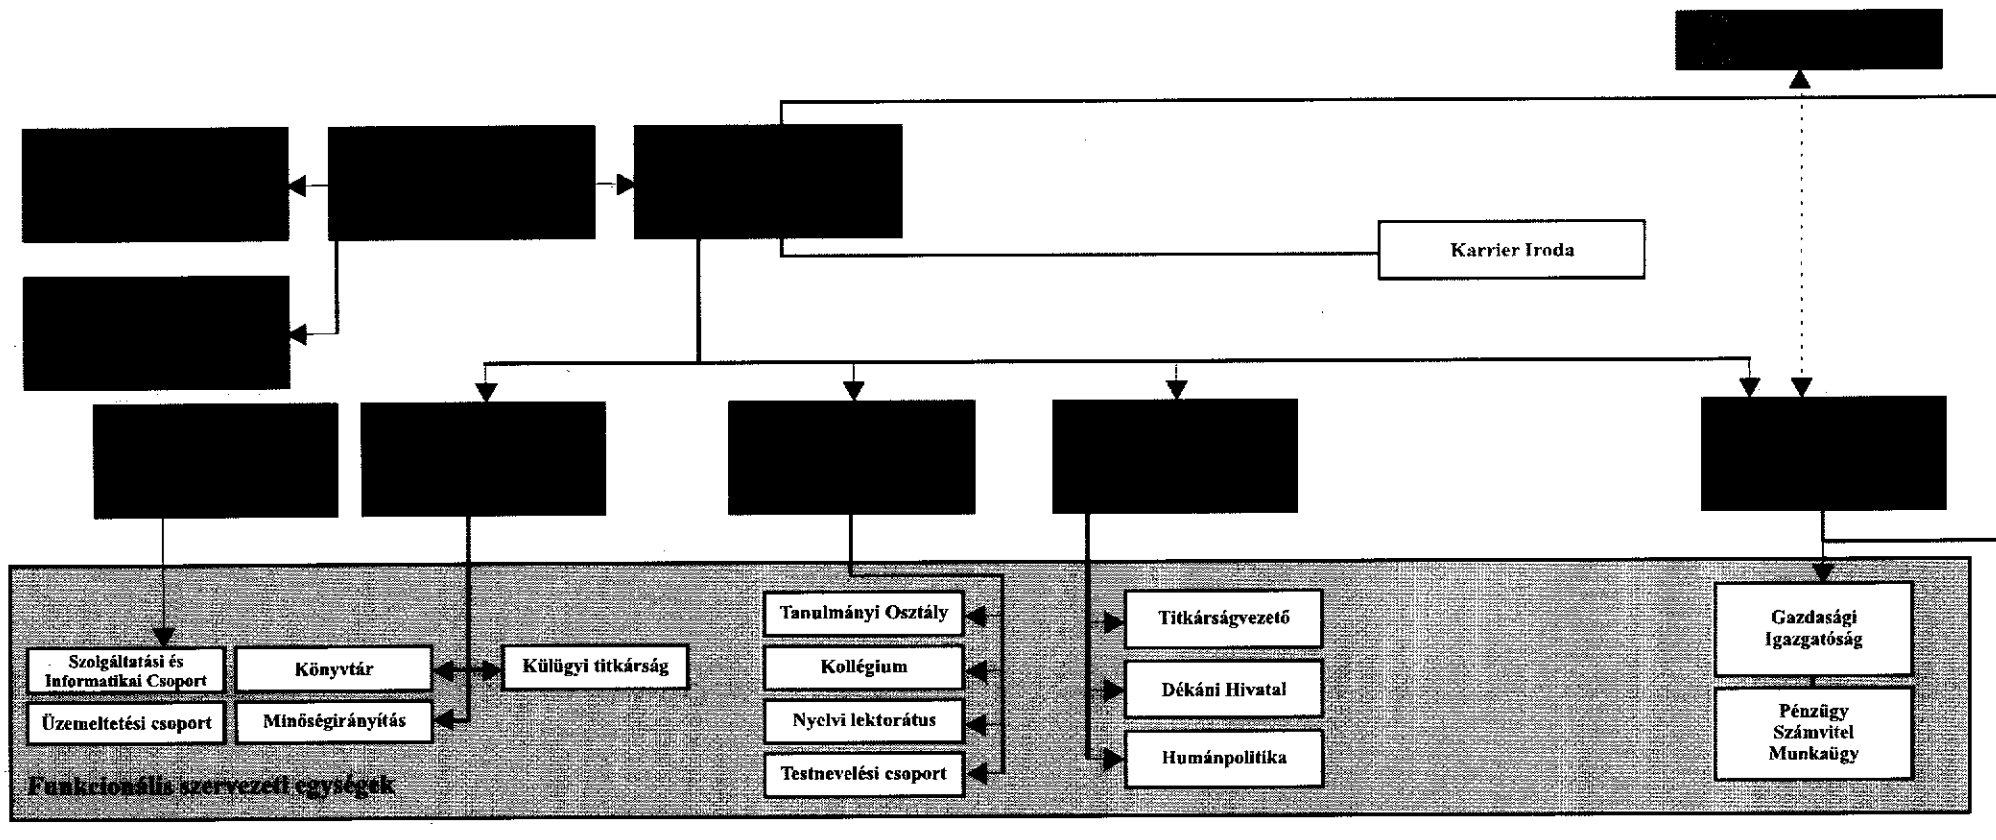 Karrier Iroda
Tanulmányi Osztály
Titkárságvezető
Gazdasági
Igazgatóság
Szolgáltatási és
Informatikai Csoport
Könyvtár
Külügyi titkárság
Kollégium
Dékáni Hivatal
Üzemeltetési csoport
Minőségirányítás
Nyelvi lektorátus
Pénzügy
Számvitel
Munkaügy
Testnevelési csoport
Humánpolitika
Funkcionális szervezeti egységek